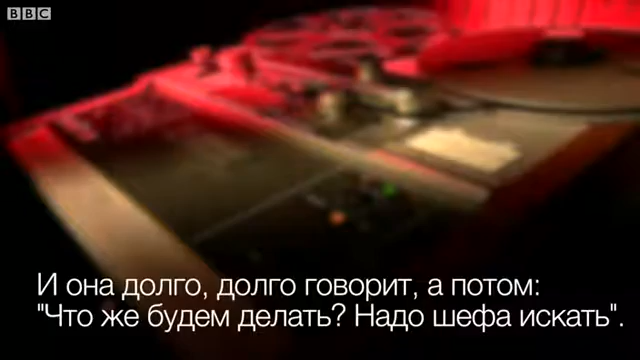 BBC
И она долго, долго говорит, а потом:
"Что же будем делать? Надо шефа искать".